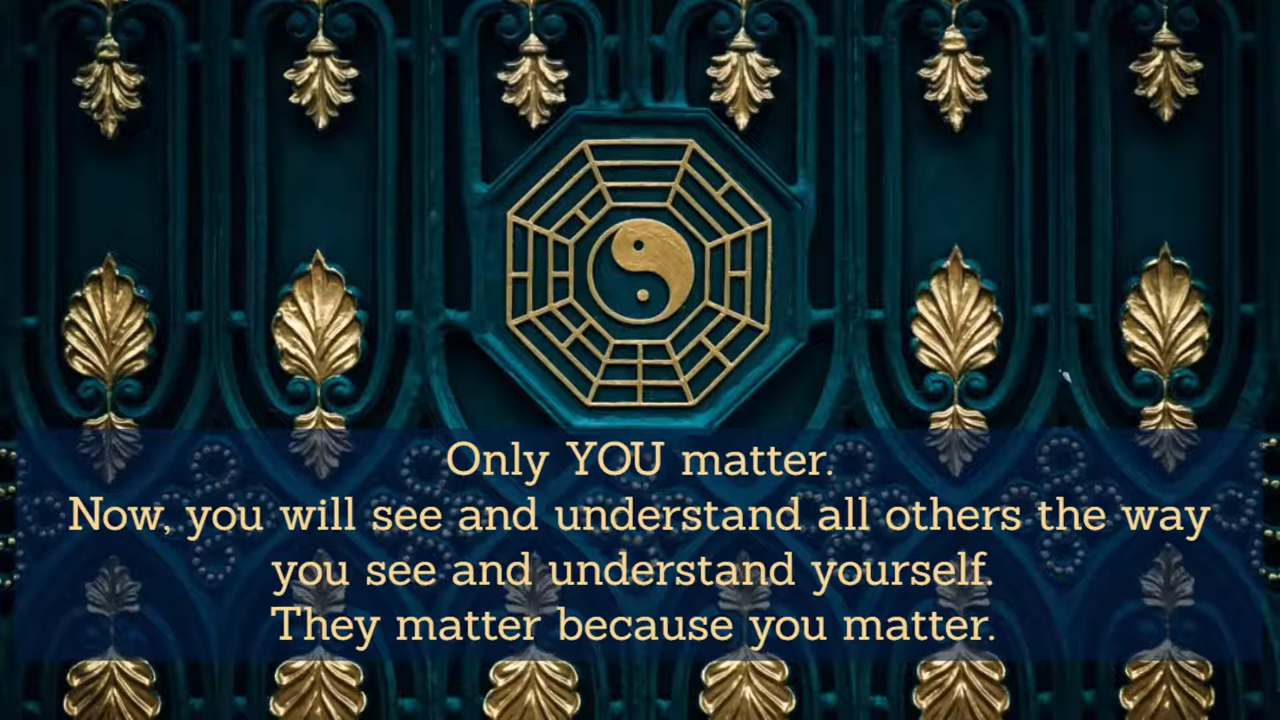 Only YOU matter.
Now, you will see and understand all others the way
you see and understand yourself.
They matter because you matter.